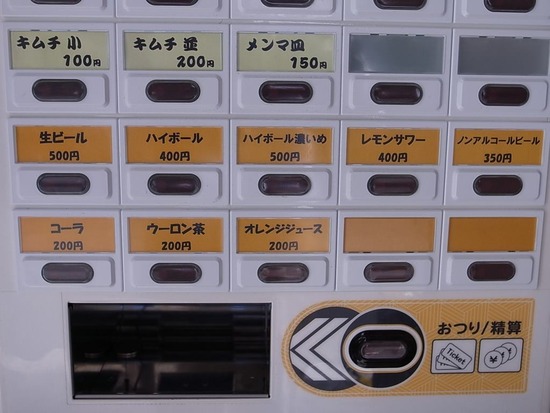 キムチ 小
100円
キムチ 並
200円
メンマ皿
150円
生ビール
500円
ハイボール
400円
ハイボール濃いめ
500円
レモンサワー
400円
ノンアルコールビール
350円
コーラ
200円
ウーロン茶
200円
オレンジジュース
200円
おつり/精算
Ticket
¥